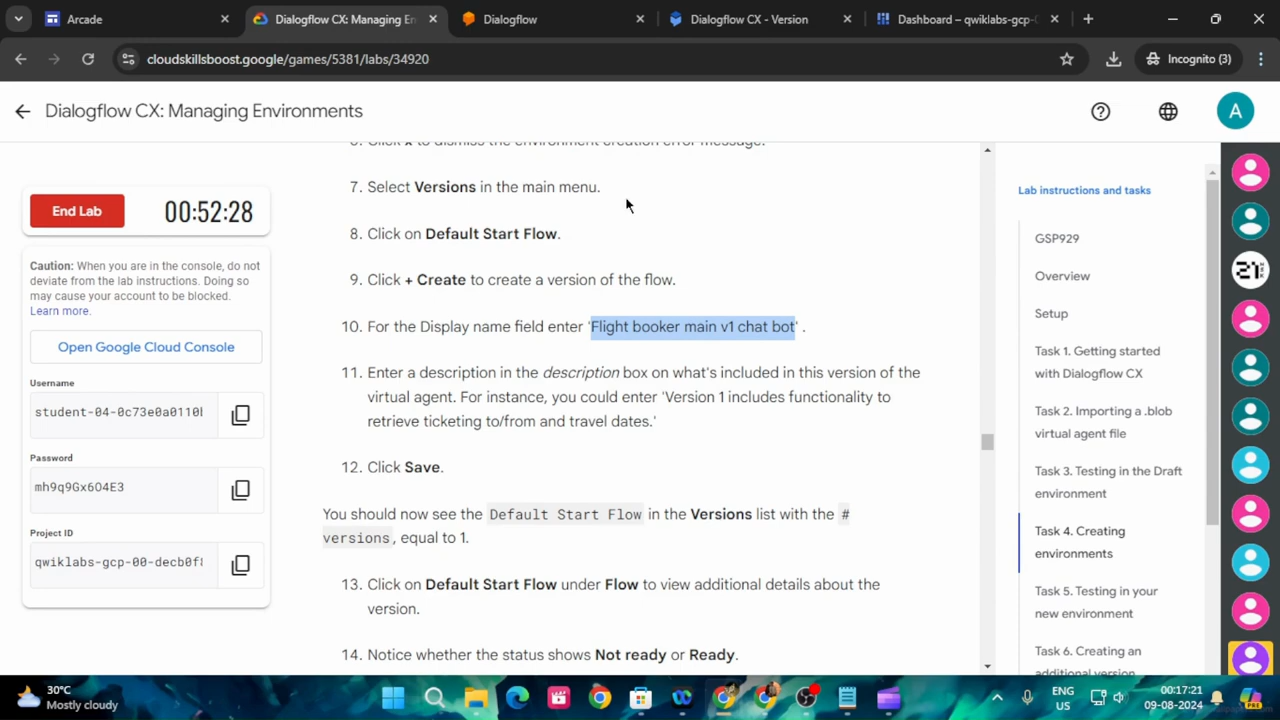 Arcade
Dialogflow CX: Managing En
Dialogflow
Dialogflow CX - Version
Dashboard – qwiklabs-gcp-
cloudskillsboost.google/games/5381/labs/34920
Incognito (3)
Dialogflow CX: Managing Environments
A
End Lab
00:52:28
Caution: When you are in the console, do not
deviate from the lab instructions. Doing so
may cause your account to be blocked.
Learn more.
Open Google Cloud Console
Username
student-04-0c73e0a0110
Password
mh9q9Gx6O4E3
Project ID
qwiklabs-gcp-00-decb0f
6. Click x to dismiss the environment creation error message.
7. Select Versions in the main menu.
8. Click on Default Start Flow.
9. Click + Create to create a version of the flow.
10. For the Display name field enter 'Flight booker main v1 chat bot' .
11. Enter a description in the description box on what's included in this version of the
virtual agent. For instance, you could enter 'Version 1 includes functionality to
retrieve ticketing to/from and travel dates.'
12. Click Save.
You should now see the Default Start Flow in the Versions list with the #
versions, equal to 1.
13. Click on Default Start Flow under Flow to view additional details about the
version.
14. Notice whether the status shows Not ready or Ready.
Lab instructions and tasks
GSP929
Overview
Setup
Task 1. Getting started
with Dialogflow CX
Task 2. Importing a .blob
virtual agent file
Task 3. Testing in the Draft
environment
Task 4. Creating
environments
Task 5. Testing in your
new environment
Task 6. Creating an
additional version
30°C
Mostly cloudy
ENG
US
00:17:21
09-08-2024
PRE